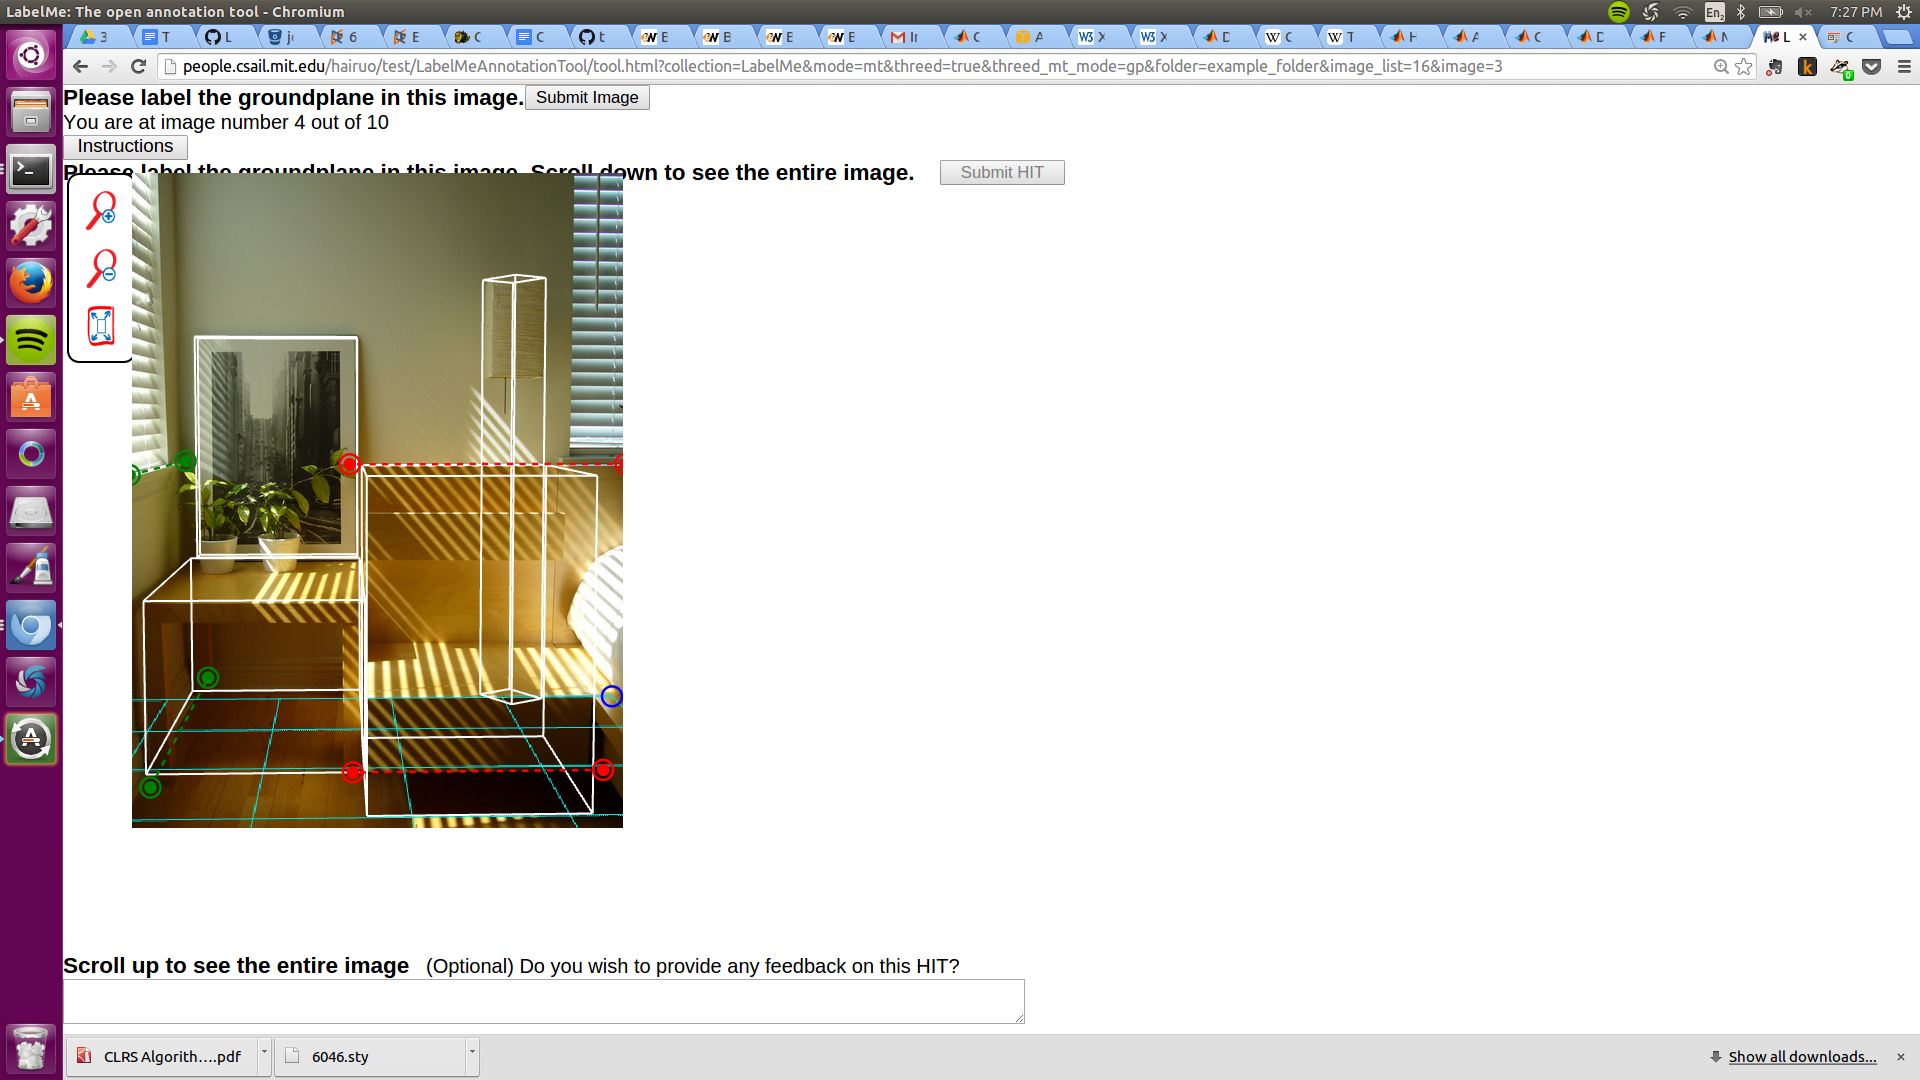 LabelMe: The open annotation tool - Chromium
En2
7:27 PM
3 T L j 6 E C C t E B E E In C A X X D C T H A C D F M L × C
people.csail.mit.edu/hairuo/test/LabelMeAnnotationTool/tool.html?collection=LabelMe&mode=mt&threed=true&threed_mt_mode=gp&folder=example_folder&image_list=16&image=3
Please label the groundplane in this image. Submit Image
You are at image number 4 out of 10
Instructions
Please label the groundplane in this image. Scroll down to see the entire image. Submit HIT
Scroll up to see the entire image (Optional) Do you wish to provide any feedback on this HIT?
CLRS Algorith....pdf 6046.sty Show all downloads...